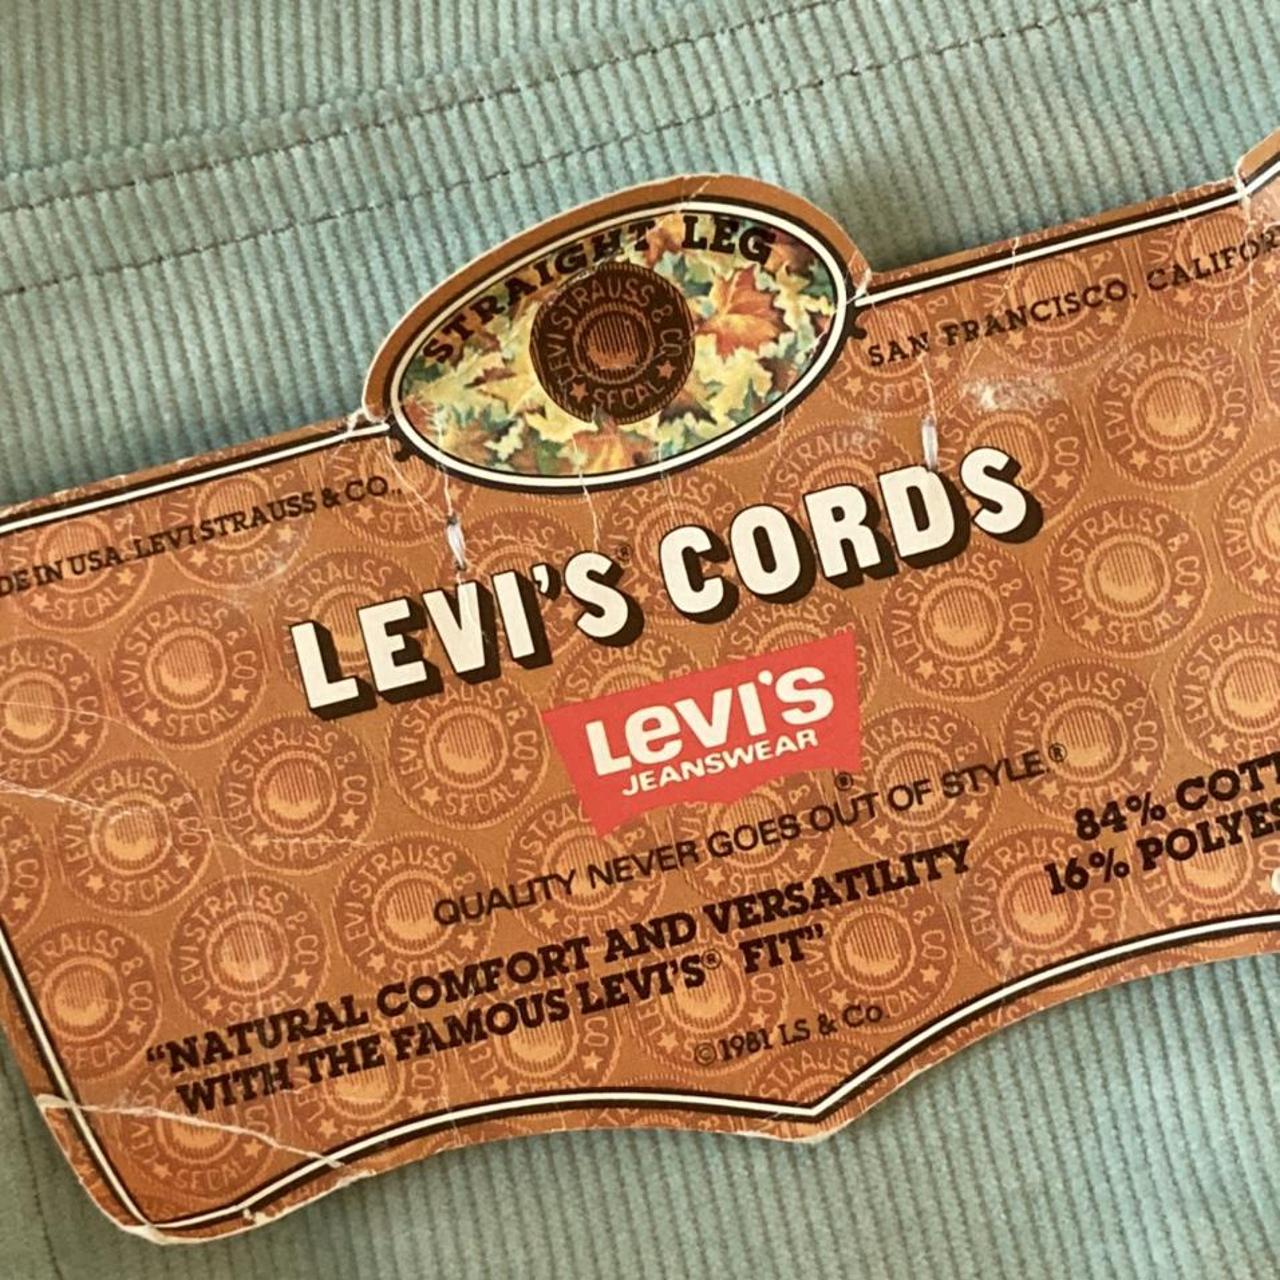 STRAIGHT LEG
LEVI STRAUSS & CO.
S.F. CAL.
DE IN USA. LEVI STRAUSS & CO.,
SAN FRANCISCO, CALIFOR
LEVI'S® CORDS
Levi's
JEANSWEAR
®
QUALITY NEVER GOES OUT OF STYLE®
84% COTT
16% POLYES
"NATURAL COMFORT AND VERSATILITY
WITH THE FAMOUS LEVI'S® FIT"
©1981 LS & Co.